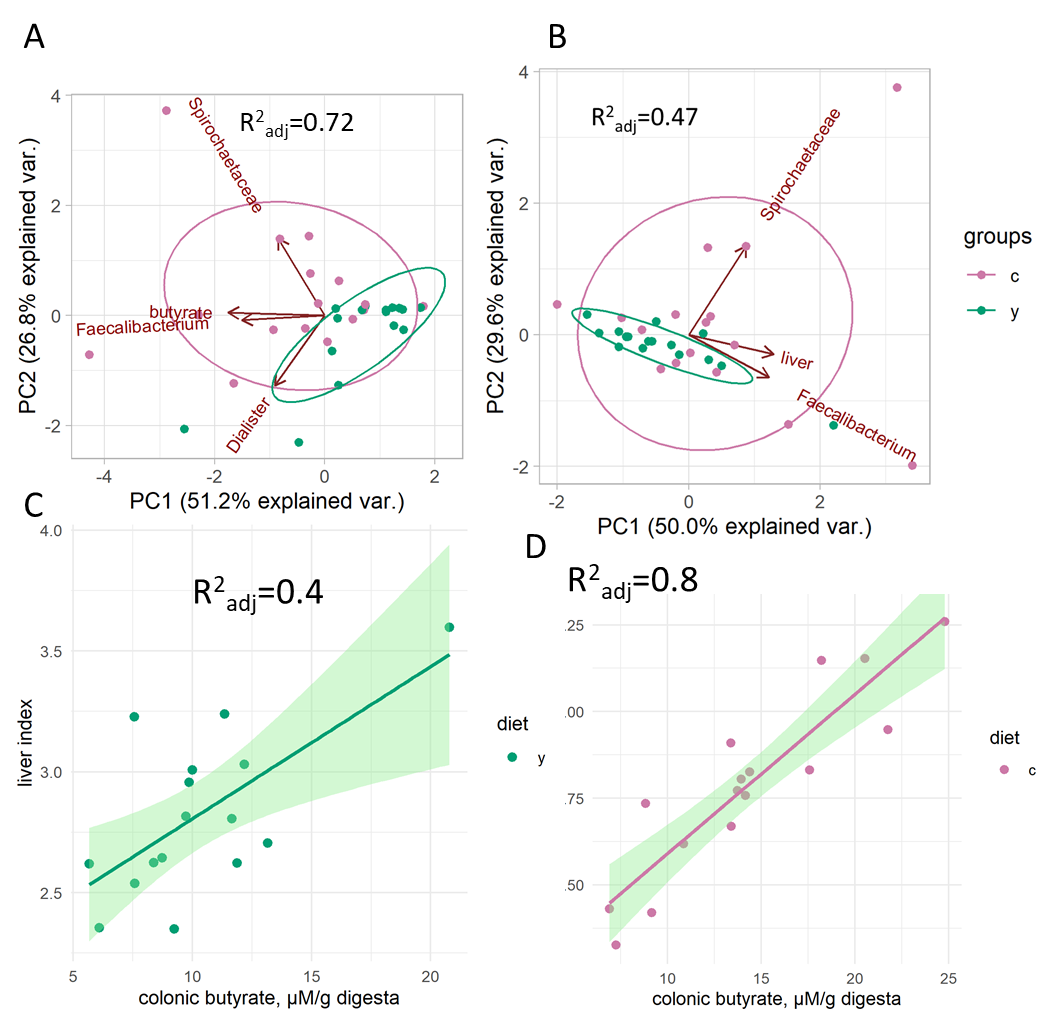 A
B
R²adj=0.72
R²adj=0.47
PC2 (26.8% explained var.)
4
2
0
-2
Spirochaetaceae
butyrate
Faecalibacterium
Dialister
-4
-2
0
2
PC1 (51.2% explained var.)
PC2 (29.6% explained var.)
4
2
0
-2
Spirochaetaceae
liver
Faecalibacterium
-2
0
2
PC1 (50.0% explained var.)
groups
c
y
C
D
R²adj=0.4
R²adj=0.8
liver index
4.0
3.5
3.0
2.5
5
10
15
20
colonic butyrate, μM/g digesta
diet
y
.25
.00
.75
.50
10
15
20
25
colonic butyrate, μM/g digesta
diet
c